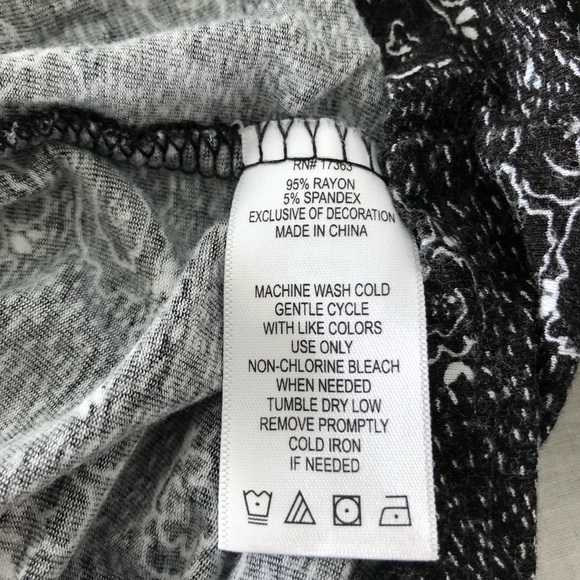 RN# 17363
95% RAYON
5% SPANDEX
EXCLUSIVE OF DECORATION
MADE IN CHINA
MACHINE WASH COLD
GENTLE CYCLE
WITH LIKE COLORS
USE ONLY
NON-CHLORINE BLEACH
WHEN NEEDED
TUMBLE DRY LOW
REMOVE PROMPTLY
COLD IRON
IF NEEDED